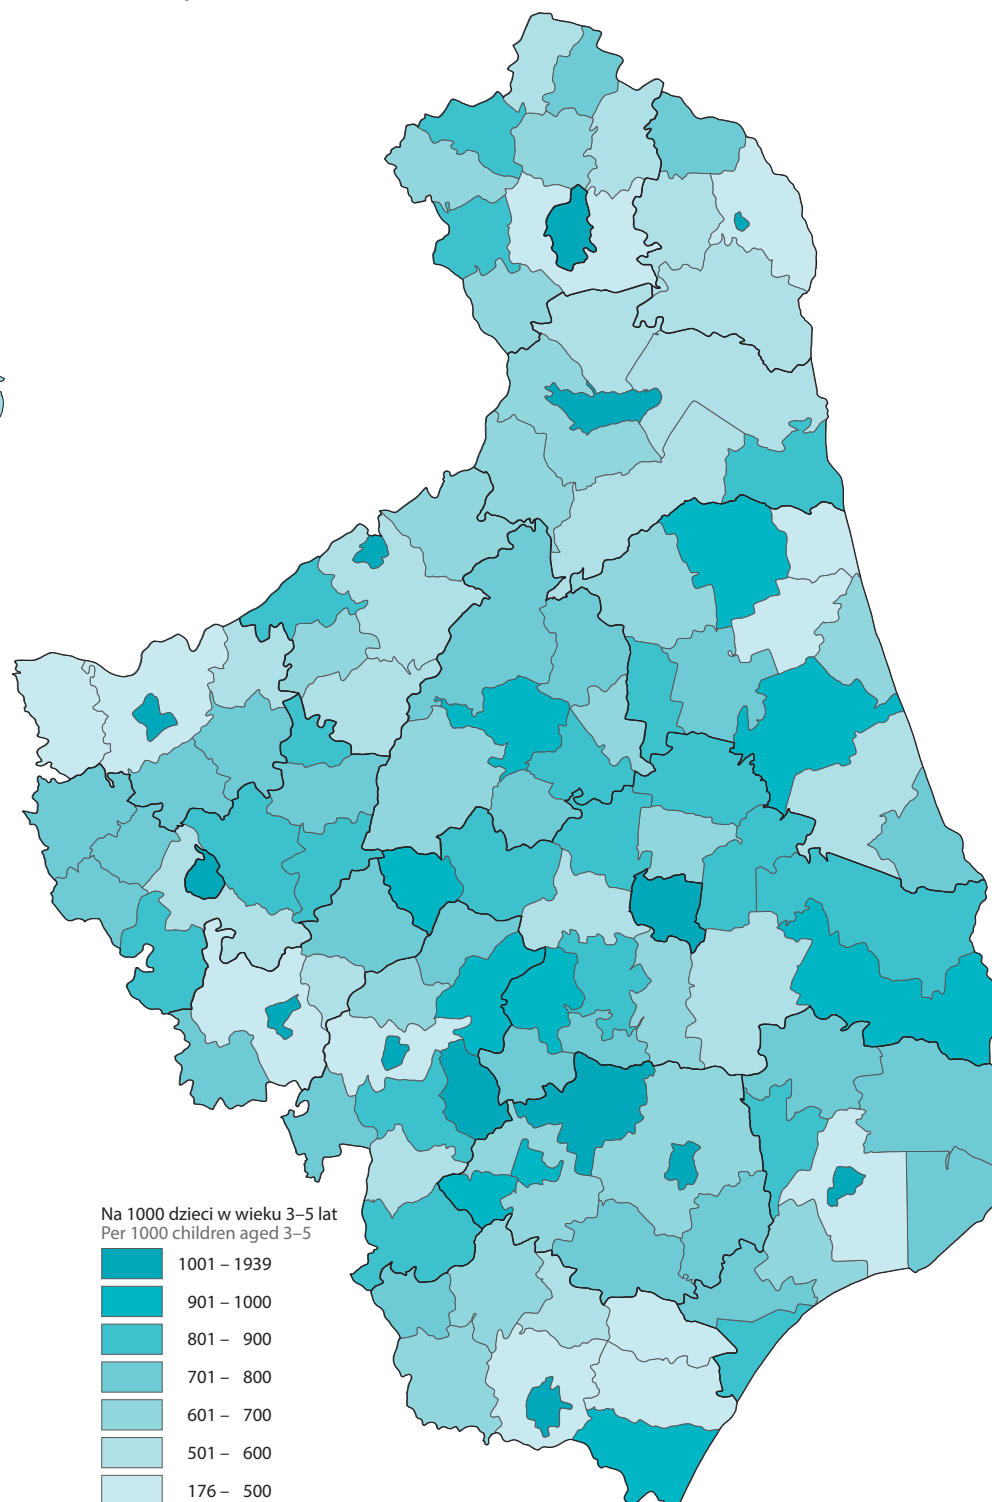 Na 1000 dzieci w wieku 3–5 lat
Per 1000 children aged 3–5
1001 – 1939
901 – 1000
801 – 900
701 – 800
601 – 700
501 – 600
176 – 500